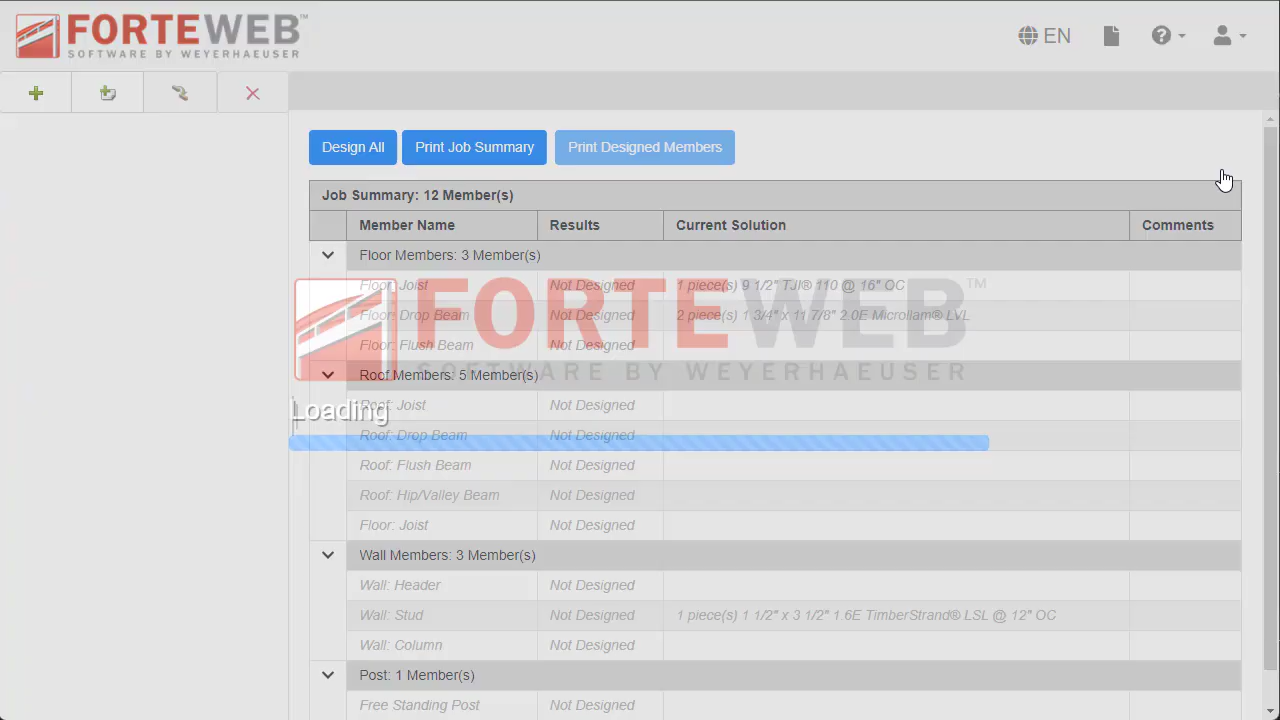 FORTEWEB™
SOFTWARE BY WEYERHAEUSER
EN
Design All
Print Job Summary
Print Designed Members
Job Summary: 12 Member(s)
Member Name Results Current Solution Comments
Floor Members: 3 Member(s)
Floor: Joist Not Designed 1 piece(s) 9 1/2" TJI® 110 @ 16" OC
Floor: Drop Beam Not Designed 2 piece(s) 1 3/4" x 11 7/8" 2.0E Microllam® LVL
FORTEWEB™
Floor: Flush Beam Not Designed
SOFTWARE BY WEYERHAEUSER
Roof Members: 5 Member(s)
Roof: Joist Not Designed
Loading
Roof: Drop Beam Not Designed
Roof: Flush Beam Not Designed
Roof: Hip/Valley Beam Not Designed
Floor: Joist Not Designed
Wall Members: 3 Member(s)
Wall: Header Not Designed
Wall: Stud Not Designed 1 piece(s) 1 1/2" x 3 1/2" 1.6E TimberStrand® LSL @ 12" OC
Wall: Column Not Designed
Post: 1 Member(s)
Free Standing Post Not Designed